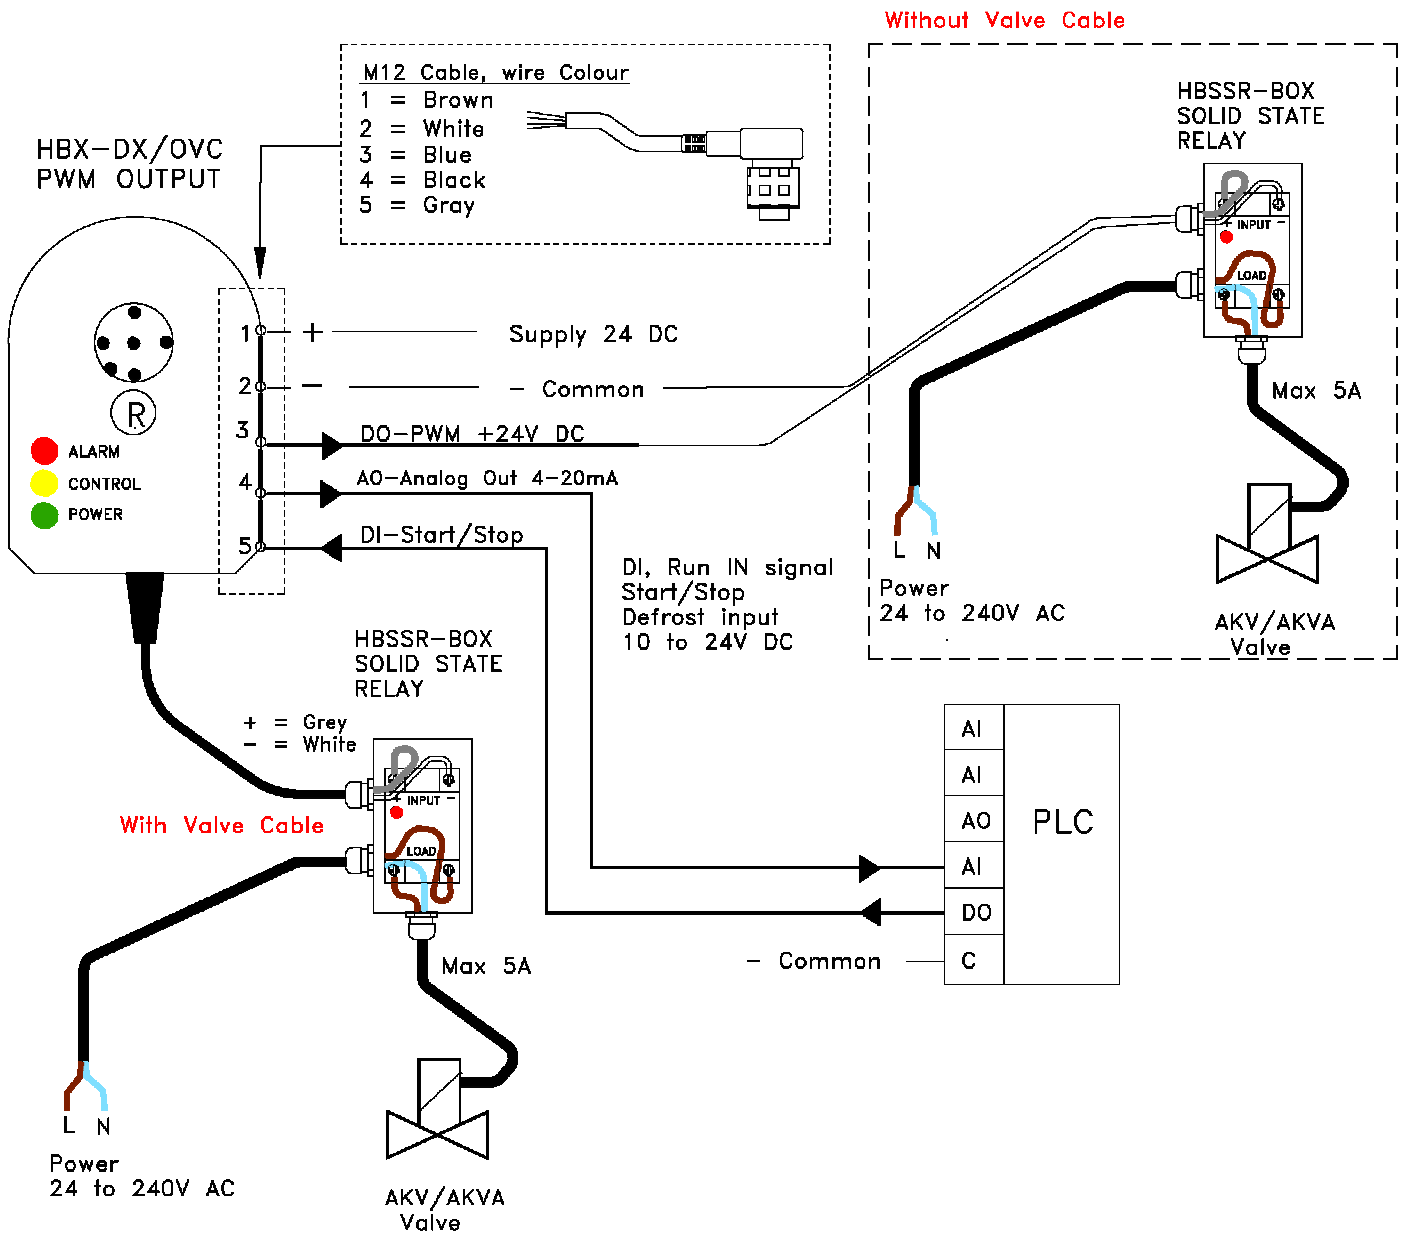 Without Valve Cable
M12 Cable, wire Colour
1 = Brown
2 = White
3 = Blue
4 = Black
5 = Gray
HBX-DX/OVC
PWM OUTPUT
HBSSR-BOX
SOLID STATE
RELAY
+ INPUT -
LOAD
Max 5A
L N
Power
24 to 240V AC
AKV/AKVA
Valve
R
ALARM
CONTROL
POWER
1 + Supply 24 DC
2 - - Common
3 DO-PWM +24V DC
4 AO-Analog Out 4-20mA
5 DI-Start/Stop
DI, Run IN signal
Start/Stop
Defrost input
10 to 24V DC
HBSSR-BOX
SOLID STATE
RELAY
+ = Grey
- = White
+ INPUT -
LOAD
With Valve Cable
Max 5A
L N
Power
24 to 240V AC
AKV/AKVA
Valve
AI
AI
AO
AI
DO
- Common C
PLC